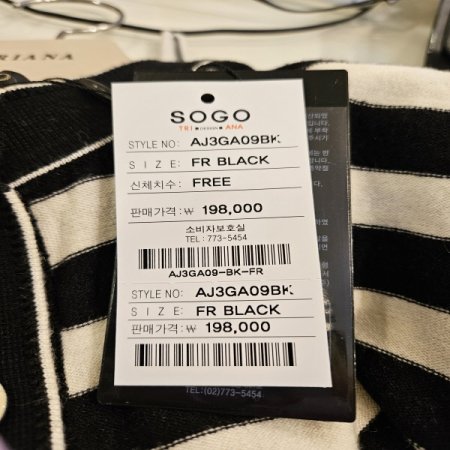 RIANA
SOGO
TRI DESIGN ANA
STYLE NO: AJ3GA09BK
SIZE: FR BLACK
신체치수: FREE
판매가격: ₩ 198,000
소비자보호실
TEL: 773-5454
AJ3GA09-BK-FR
STYLE NO: AJ3GA09BK
SIZE: FR BLACK
판매가격: ₩ 198,000
TEL:(02)773-5454